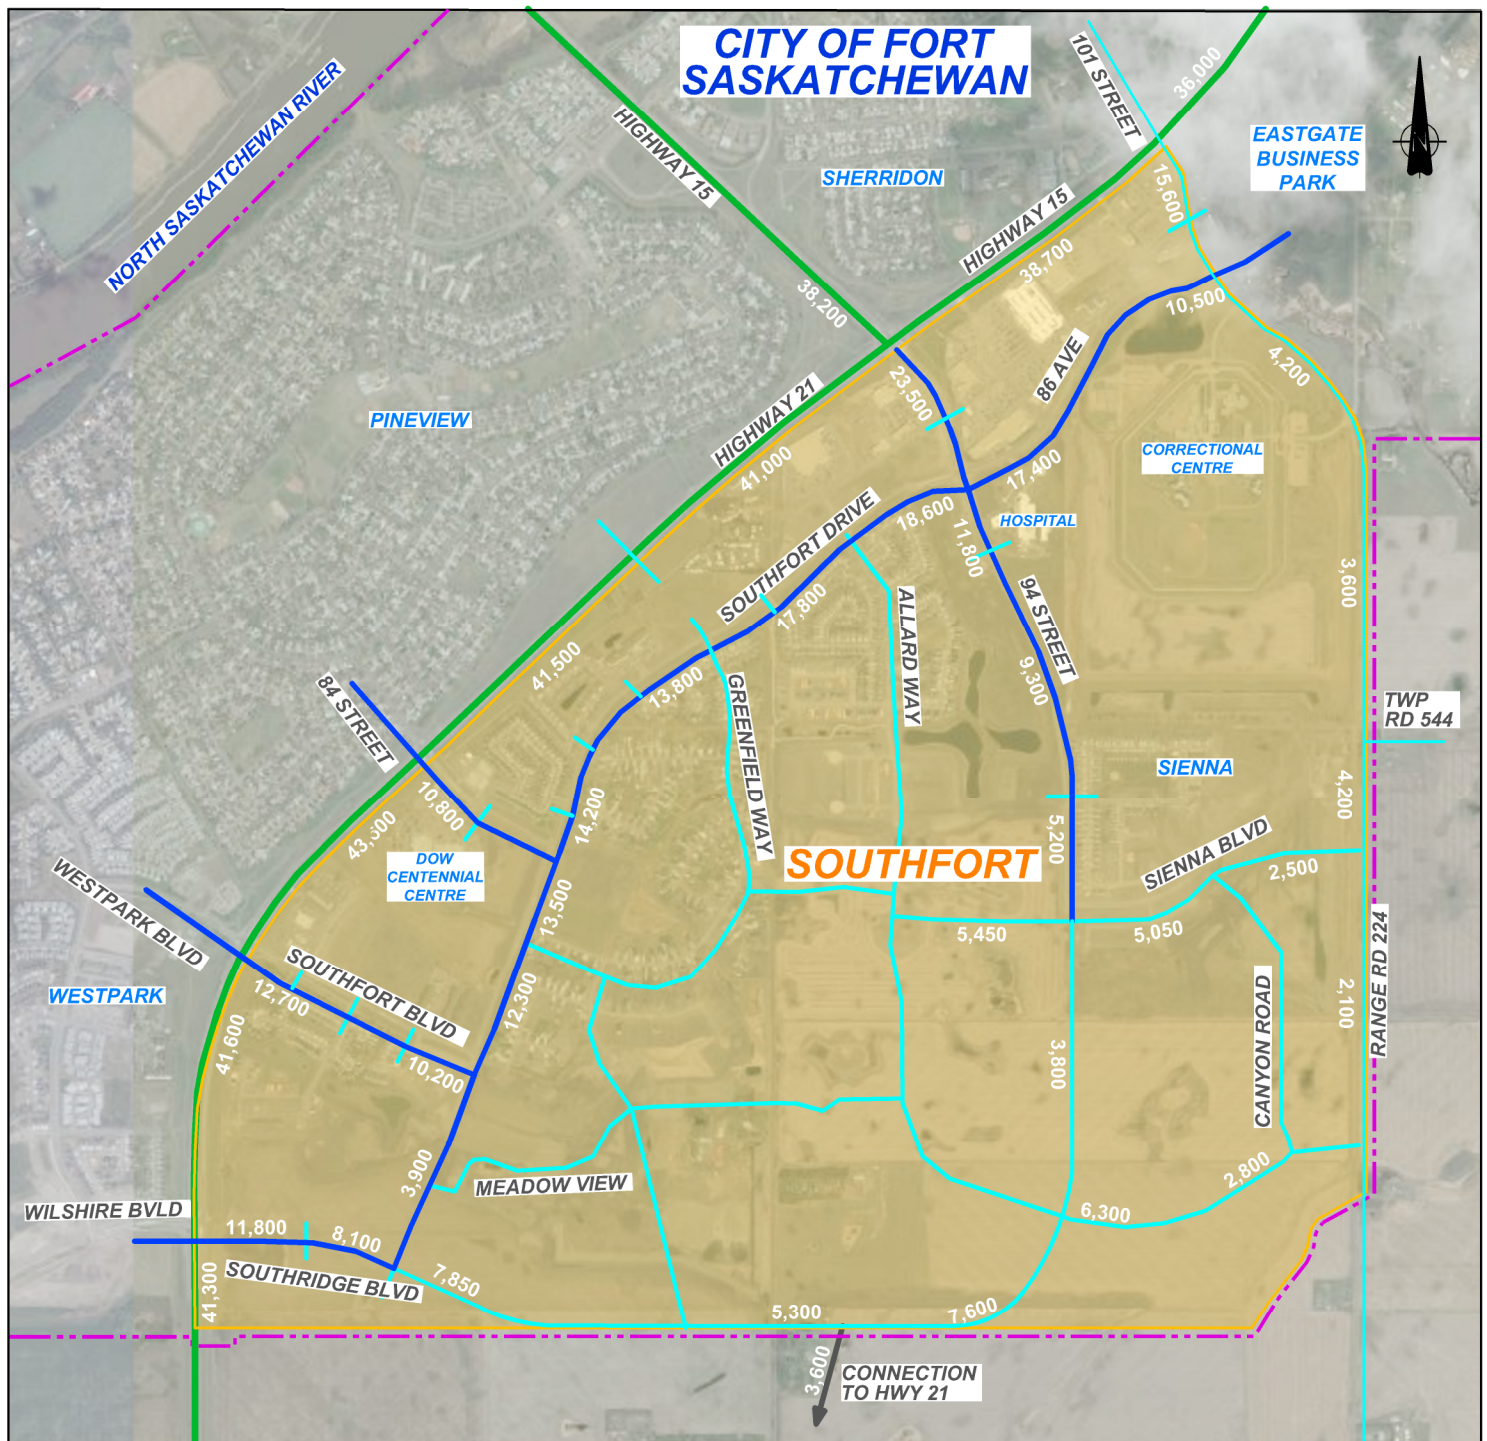 CITY OF FORT
SASKATCHEWAN
101 STREET
36,000
N
NORTH SASKATCHEWAN RIVER
HIGHWAY 15
SHERRIDON
EASTGATE
BUSINESS
PARK
15,600
HIGHWAY 15
38,700
38,200
10,500
86 AVE
4,200
HIGHWAY 21
23,500
PINEVIEW
41,000
17,400
CORRECTIONAL
CENTRE
SOUTHFORT DRIVE
18,600
HOSPITAL
11,800
3,600
17,800
ALLARD WAY
94 STREET
9,300
41,500
13,800
GREENFIELD WAY
84 STREET
TWP
RD 544
SIENNA
10,800
14,200
4,200
5,200
DOW
CENTENNIAL
CENTRE
SOUTHFORT
SIENNA BLVD
2,500
WESTPARK BLVD
13,500
5,450
5,050
RANGE RD 224
WESTPARK
SOUTHFORT BLVD
12,700
12,300
2,100
CANYON ROAD
41,600
10,200
3,800
3,900
MEADOW VIEW
2,800
WILSHIRE BVLD
11,800
8,100
6,300
SOUTHRIDGE BLVD
7,850
41,300
5,300
7,600
3,600
CONNECTION
TO HWY 21